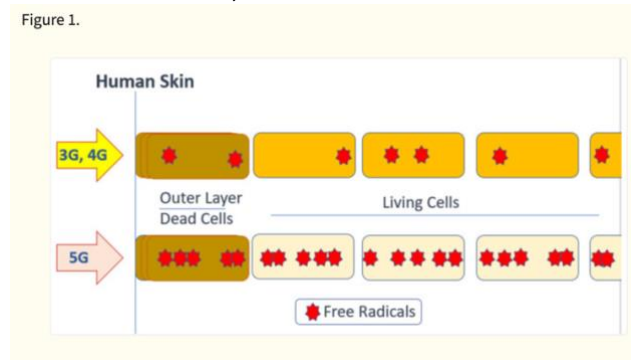 Figure 1.
Human Skin
3G, 4G
Outer Layer
Dead Cells
Living Cells
5G
Free Radicals